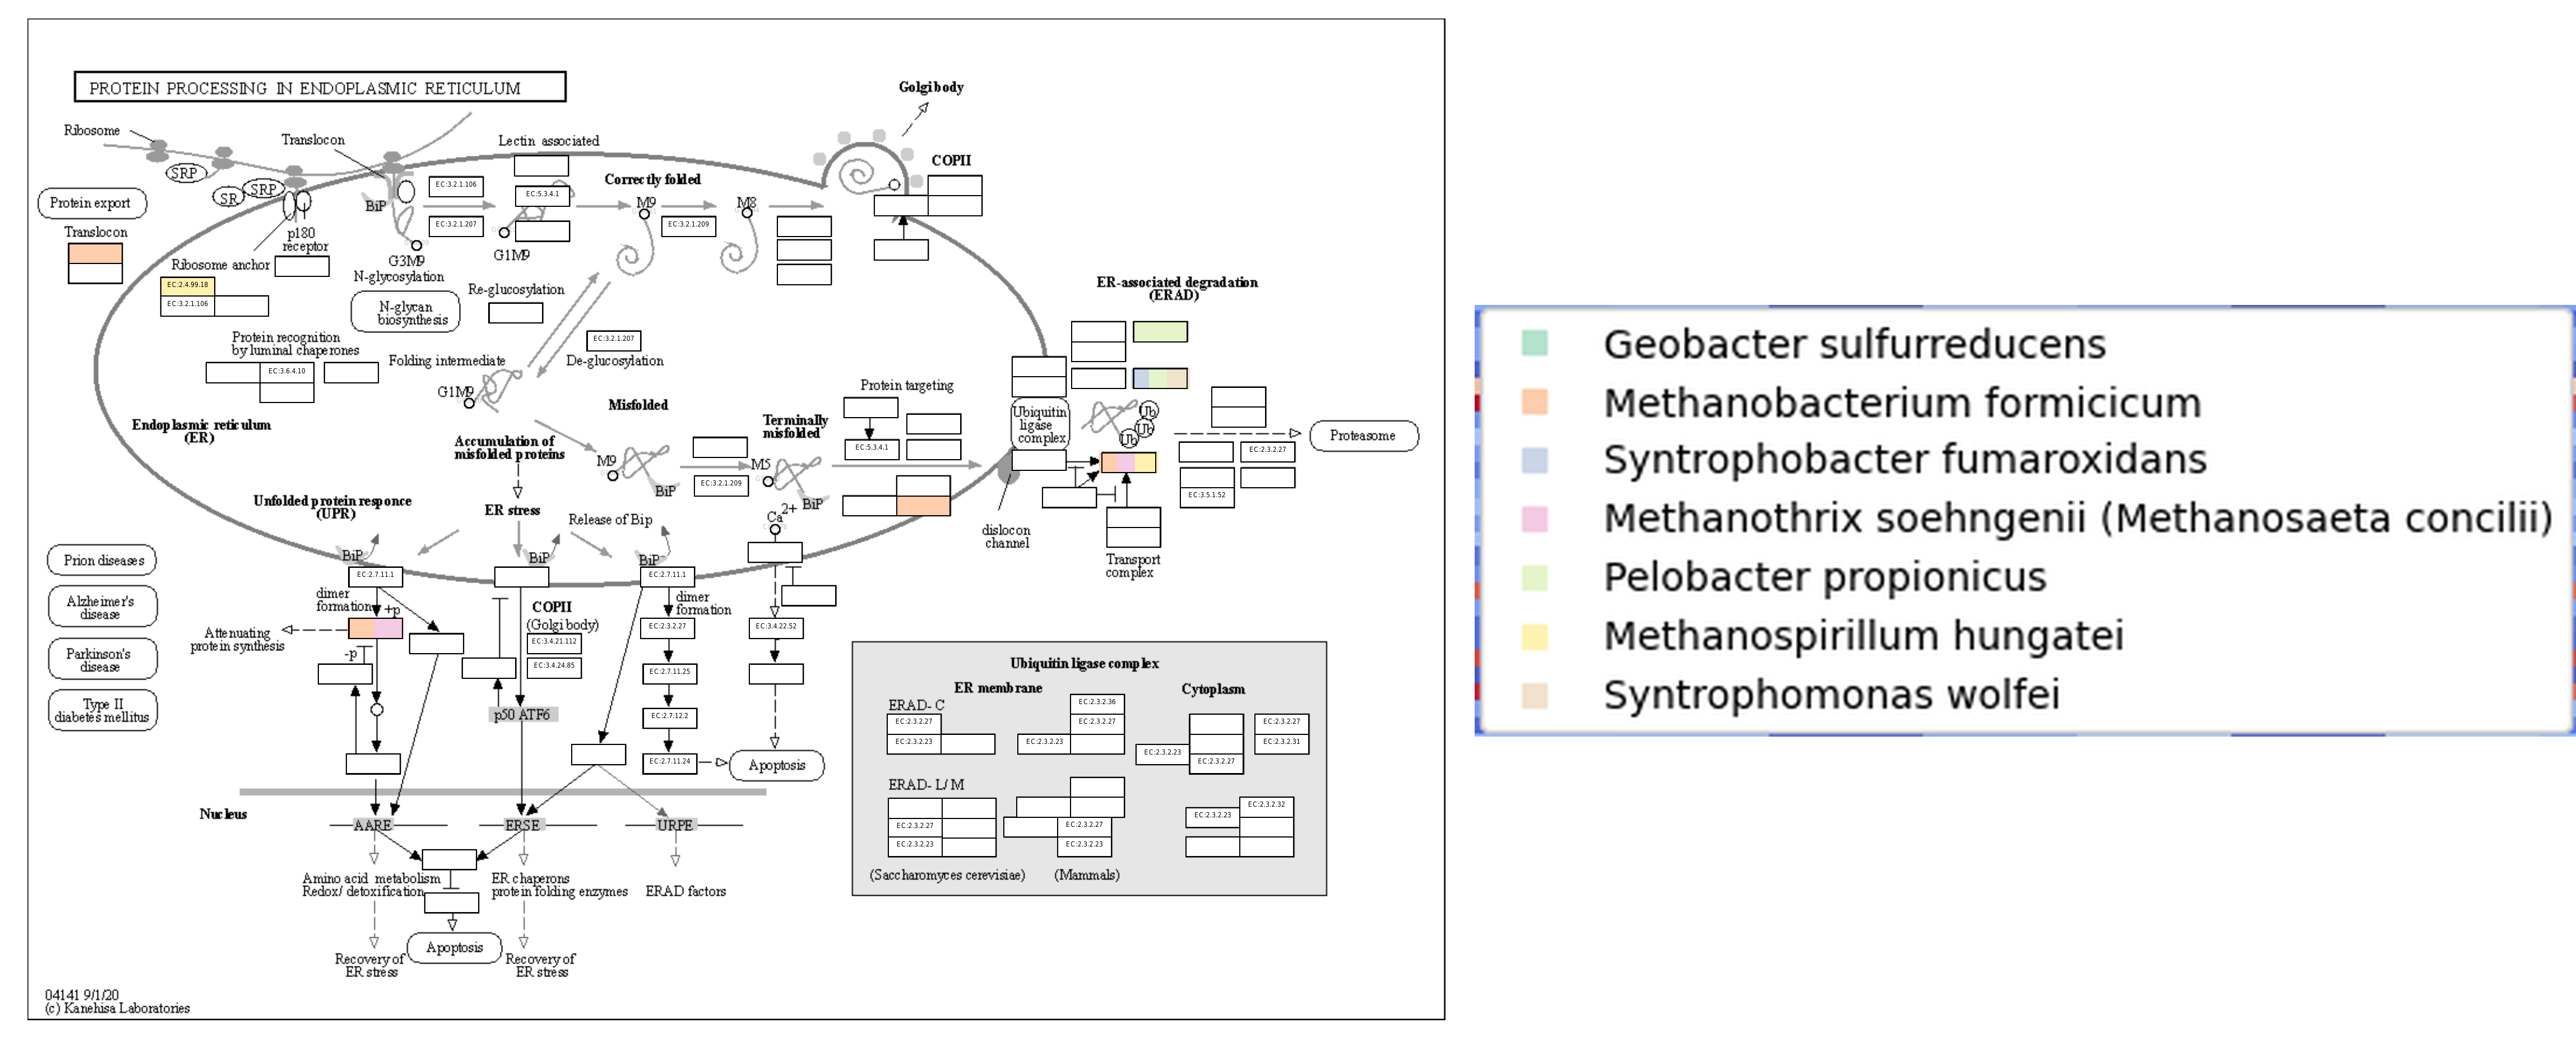 PROTEIN PROCESSING IN ENDOPLASMIC RETICULUM
Golgi body
Ribosome
Translocon
Lectin associated
COPII
SRP
SRP
SR
Correctly folded
EC:3.2.1.106
EC:5.3.4.1
Protein export
BiP
M9
M8
EC:3.2.1.207
EC:3.2.1.209
Translocon
p180
receptor
G1M9
G3M9
Ribosome anchor
N-glycosylation
EC:2.4.99.18
EC:3.2.1.106
Re-glucosylation
N-glycan
biosynthesis
ER-associated degradation
(ERAD)
Protein recognition
by luminal chaperones
EC:3.2.1.207
Folding intermediate
De-glucosylation
EC:3.6.4.10
G1M9
Protein targeting
Misfolded
Endoplasmic reticulum
(ER)
Terminally
misfolded
Ubiquitin
ligase
complex
Ub
Ub
Ub
Proteasome
Accumulation of
misfolded proteins
EC:5.3.4.1
EC:2.3.2.27
M9
M5
BiP
EC:3.2.1.209
BiP
EC:3.5.1.52
Unfolded protein responce
(UPR)
ER stress
Release of Bip
Ca 2+
dislocon
channel
Transport
complex
Prion diseases
BiP
BiP
BiP
EC:2.7.11.1
EC:2.7.11.1
Alzheimer's
disease
dimer
formation
+p
COPII
(Golgi body)
dimer
formation
Attenuating
protein synthesis
EC:3.4.21.112
EC:2.3.2.27
EC:3.4.22.52
-p
Parkinson's
disease
EC:3.4.24.85
EC:2.7.11.25
Type II
diabetes mellitus
p50 ATF6
EC:2.7.12.2
EC:2.7.11.24
Apoptosis
Ubiquitin ligase complex
ER membrane
Cytoplasm
ERAD- C
EC:2.3.2.36
EC:2.3.2.27
EC:2.3.2.27
EC:2.3.2.27
EC:2.3.2.23
EC:2.3.2.23
EC:2.3.2.31
EC:2.3.2.23
EC:2.3.2.27
ERAD- L/ M
EC:2.3.2.32
EC:2.3.2.23
EC:2.3.2.27
EC:2.3.2.27
EC:2.3.2.23
EC:2.3.2.23
(Saccharomyces cerevisiae)
(Mammals)
Nucleus
AARE
ERSE
URPE
Amino acid metabolism
Redox/ detoxification
ER chaperons
protein folding enzymes
ERAD factors
Apoptosis
Recovery of
ER stress
Recovery of
ER stress
04141 9/1/20
(c) Kanehisa Laboratories
Geobacter sulfurreducens
Methanobacterium formicicum
Syntrophobacter fumaroxidans
Methanothrix soehngenii (Methanosaeta concilii)
Pelobacter propionicus
Methanospirillum hungatei
Syntrophomonas wolfei